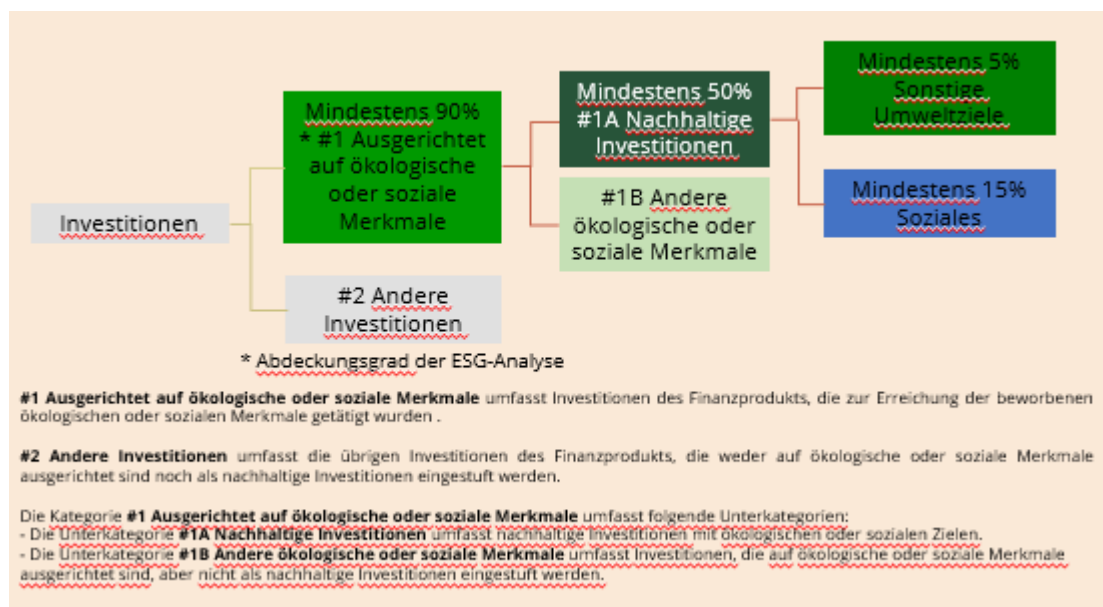 Investitionen
Mindestens 90%
* #1 Ausgerichtet
auf ökologische
oder soziale
Merkmale
#2 Andere
Investitionen
Mindestens 50%
#1A Nachhaltige
Investitionen
#1B Andere
ökologische oder
soziale Merkmale
Mindestens 5%
Sonstige
Umweltziele
Mindestens 15%
Soziales
* Abdeckungsgrad der ESG-Analyse
#1 Ausgerichtet auf ökologische oder soziale Merkmale umfasst Investitionen des Finanzprodukts, die zur Erreichung der beworbenen
ökologischen oder sozialen Merkmale getätigt wurden .
#2 Andere Investitionen umfasst die übrigen Investitionen des Finanzprodukts, die weder auf ökologische oder soziale Merkmale
ausgerichtet sind noch als nachhaltige Investitionen eingestuft werden.
Die Kategorie #1 Ausgerichtet auf ökologische oder soziale Merkmale umfasst folgende Unterkategorien:
- Die Unterkategorie #1A Nachhaltige Investitionen umfasst nachhaltige Investitionen mit ökologischen oder sozialen Zielen.
- Die Unterkategorie #1B Andere ökologische oder soziale Merkmale umfasst Investitionen, die auf ökologische oder soziale Merkmale
ausgerichtet sind, aber nicht als nachhaltige Investitionen eingestuft werden.